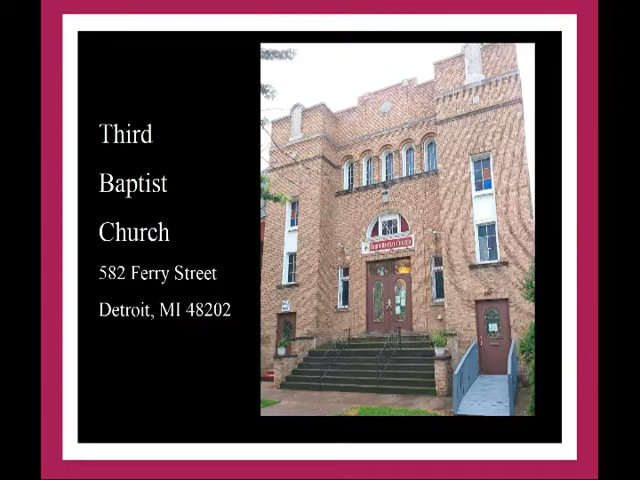 Third
Baptist
Church
582 Ferry Street
Detroit, MI 48202